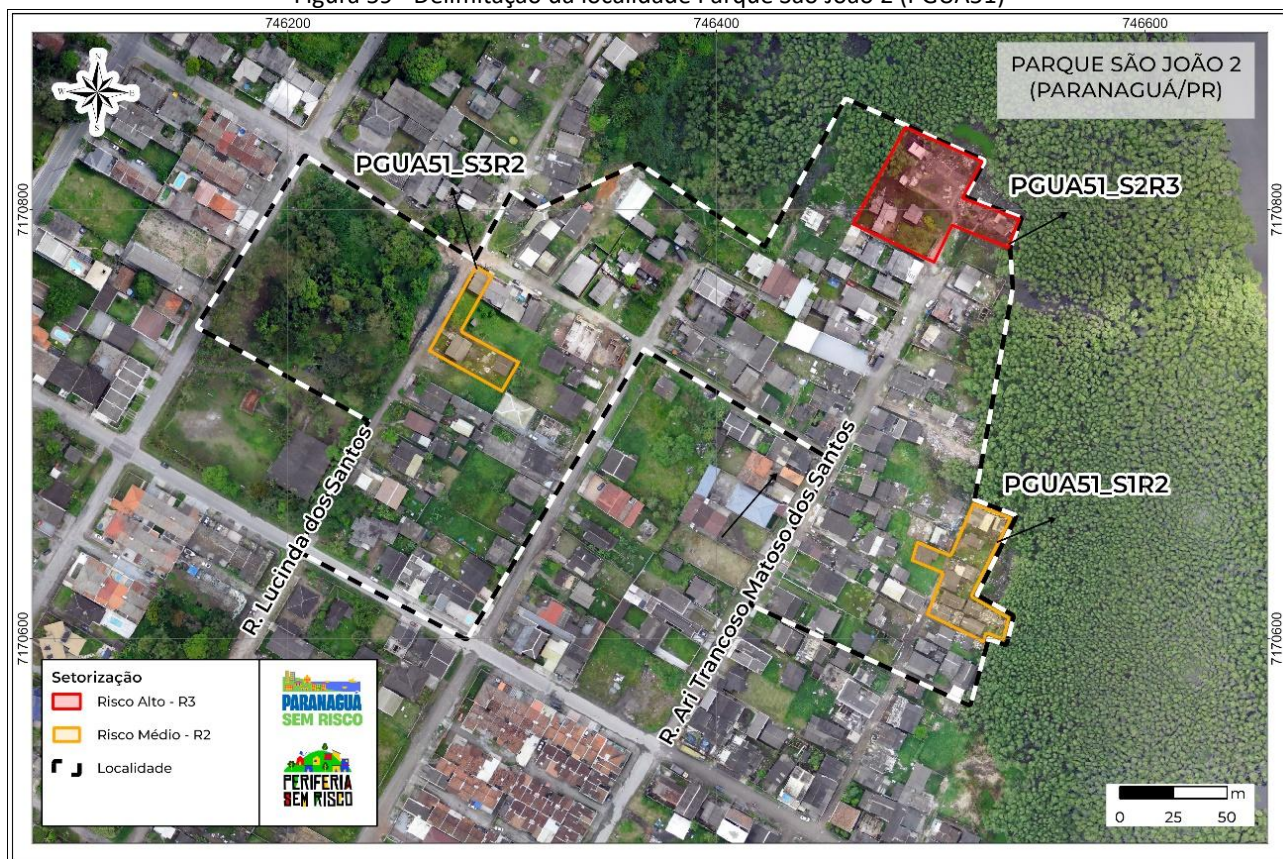 Figura 39 - Delimitação da localidade Parque São João 2 (PGUA51)
746200
746400
746600
PARQUE SÃO JOÃO 2
(PARANAGUÁ/PR)
N
W
E
S
PGUA51_S3R2
PGUA51_S2R3
7170800
7170800
PGUA51_S1R2
R. Lucinda dos Santos
R. Ari Trancoso Matoso dos Santos
7170600
7170600
Setorização
Risco Alto - R3
Risco Médio - R2
Localidade
PARANAGUÁ
SEM RISCO
PERIFERIA
SEM RISCO
m
0 25 50